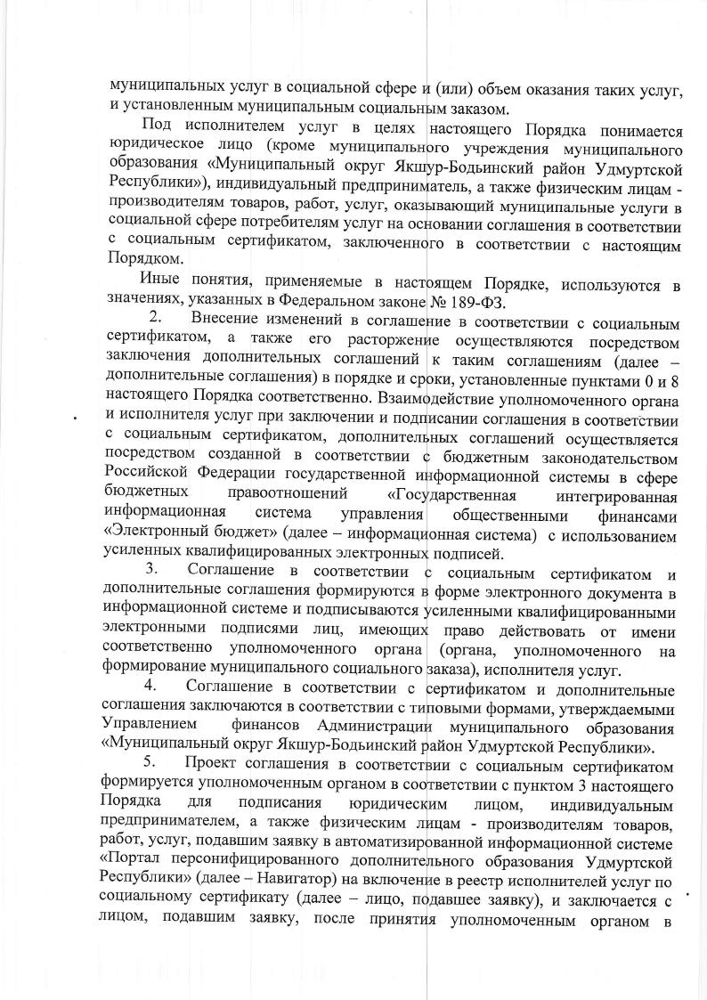 муниципальных услуг в социальной сфере и (или) объем оказания таких услуг,
и установленным муниципальным социальным заказом.
Под исполнителем услуг в целях настоящего Порядка понимается
юридическое лицо (кроме муниципального учреждения муниципального
образования «Муниципальный округ Якшур-Бодьинский район Удмуртской
Республики»), индивидуальный предприниматель, а также физическим лицам -
производителям товаров, работ, услуг, оказывающий муниципальные услуги в
социальной сфере потребителям услуг на основании соглашения в соответствии
с социальным сертификатом, заключенного в соответствии с настоящим
Порядком.
Иные понятия, применяемые в настоящем Порядке, используются в
значениях, указанных в Федеральном законе № 189-ФЗ.
2. Внесение изменений в соглашение в соответствии с социальным
сертификатом, а также его расторжение осуществляются посредством
заключения дополнительных соглашений к таким соглашениям (далее –
дополнительные соглашения) в порядке и сроки, установленные пунктами 0 и 8
настоящего Порядка соответственно. Взаимодействие уполномоченного органа
и исполнителя услуг при заключении и подписании соглашения в соответствии
с социальным сертификатом, дополнительных соглашений осуществляется
посредством созданной в соответствии с бюджетным законодательством
Российской Федерации государственной информационной системы в сфере
бюджетных правоотношений «Государственная интегрированная
информационная система управления общественными финансами
«Электронный бюджет» (далее – информационная система) с использованием
усиленных квалифицированных электронных подписей.
3. Соглашение в соответствии с социальным сертификатом и
дополнительные соглашения формируются в форме электронного документа в
информационной системе и подписываются усиленными квалифицированными
электронными подписями лиц, имеющих право действовать от имени
соответственно уполномоченного органа (органа, уполномоченного на
формирование муниципального социального заказа), исполнителя услуг.
4. Соглашение в соответствии с сертификатом и дополнительные
соглашения заключаются в соответствии с типовыми формами, утверждаемыми
Управлением финансов Администрации муниципального образования
«Муниципальный округ Якшур-Бодьинский район Удмуртской Республики».
5. Проект соглашения в соответствии с социальным сертификатом
формируется уполномоченным органом в соответствии с пунктом 3 настоящего
Порядка для подписания юридическим лицом, индивидуальным
предпринимателем, а также физическим лицам - производителям товаров,
работ, услуг, подавшим заявку в автоматизированной информационной системе
«Портал персонифицированного дополнительного образования Удмуртской
Республики» (далее – Навигатор) на включение в реестр исполнителей услуг по
социальному сертификату (далее – лицо, подавшее заявку), и заключается с
лицом, подавшим заявку, после принятия уполномоченным органом в